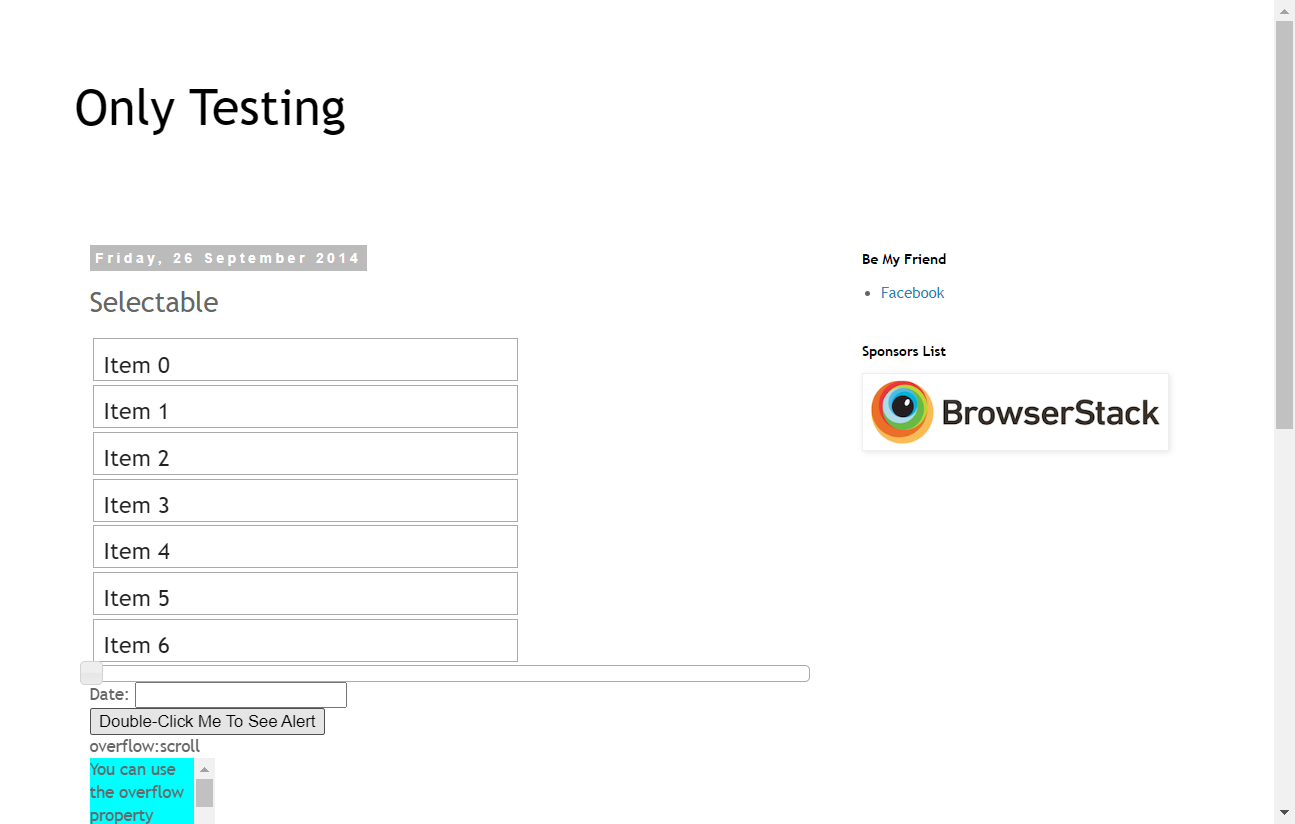 Only Testing
Friday, 26 September 2014
Selectable
Item 0
Item 1
Item 2
Item 3
Item 4
Item 5
Item 6
Date:
Double-Click Me To See Alert
overflow:scroll
You can use
the overflow
property
Be My Friend
Facebook
Sponsors List
BrowserStack